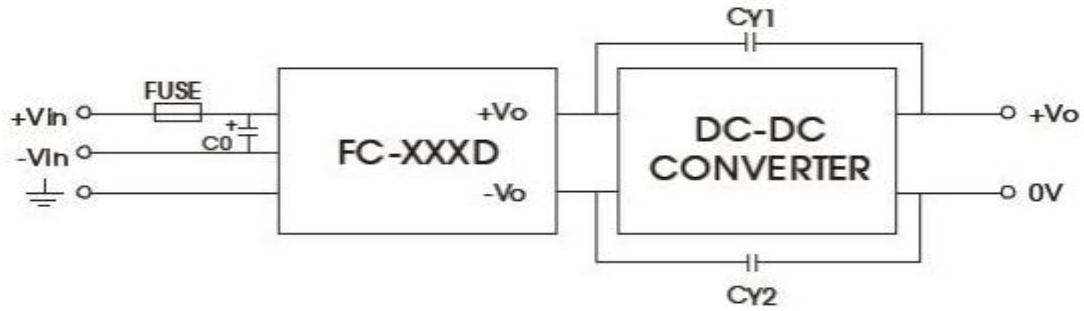 CY1
FUSE
+Vin
+
C0
-Vin
FC-XXXD
+Vo
-Vo
DC-DC
CONVERTER
+Vo
0V
CY2